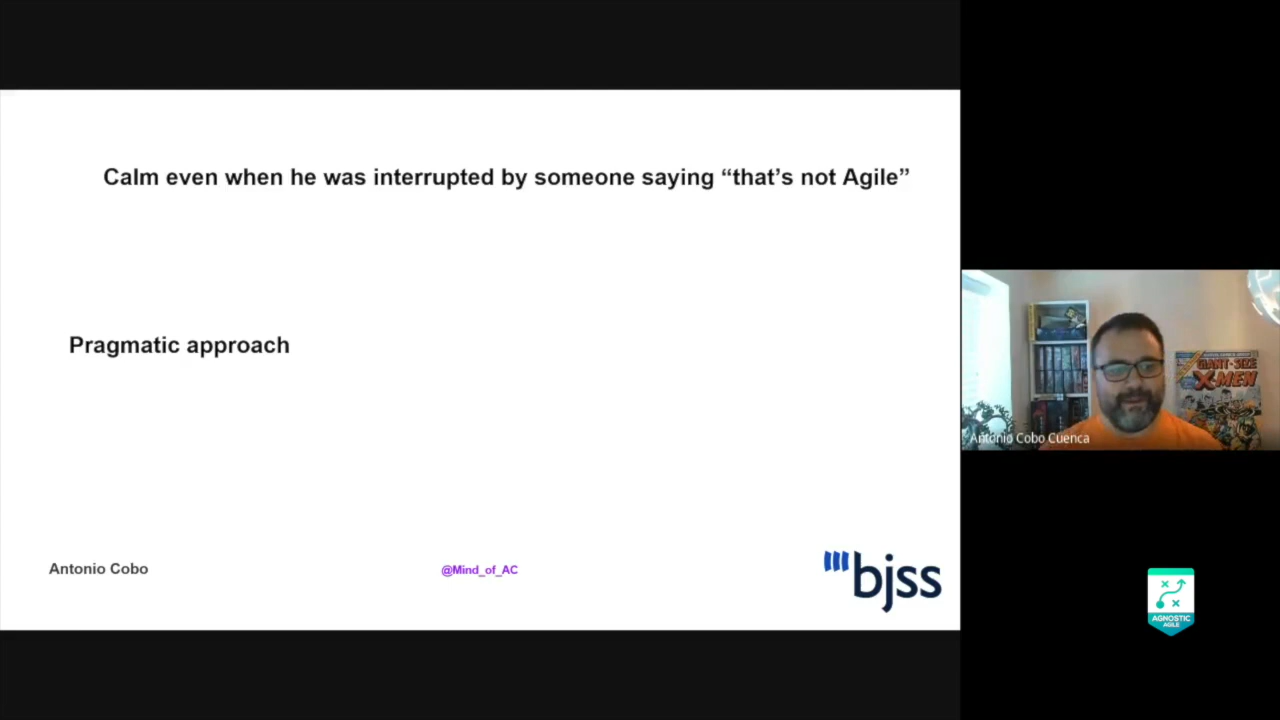 Calm even when he was interrupted by someone saying “that’s not Agile”
Pragmatic approach
Antonio Cobo
@Mind_of_AC
bjss
GIANT-SIZE
X-MEN
Antonio Cobo Cuenca
AGNOSTIC
AGILE